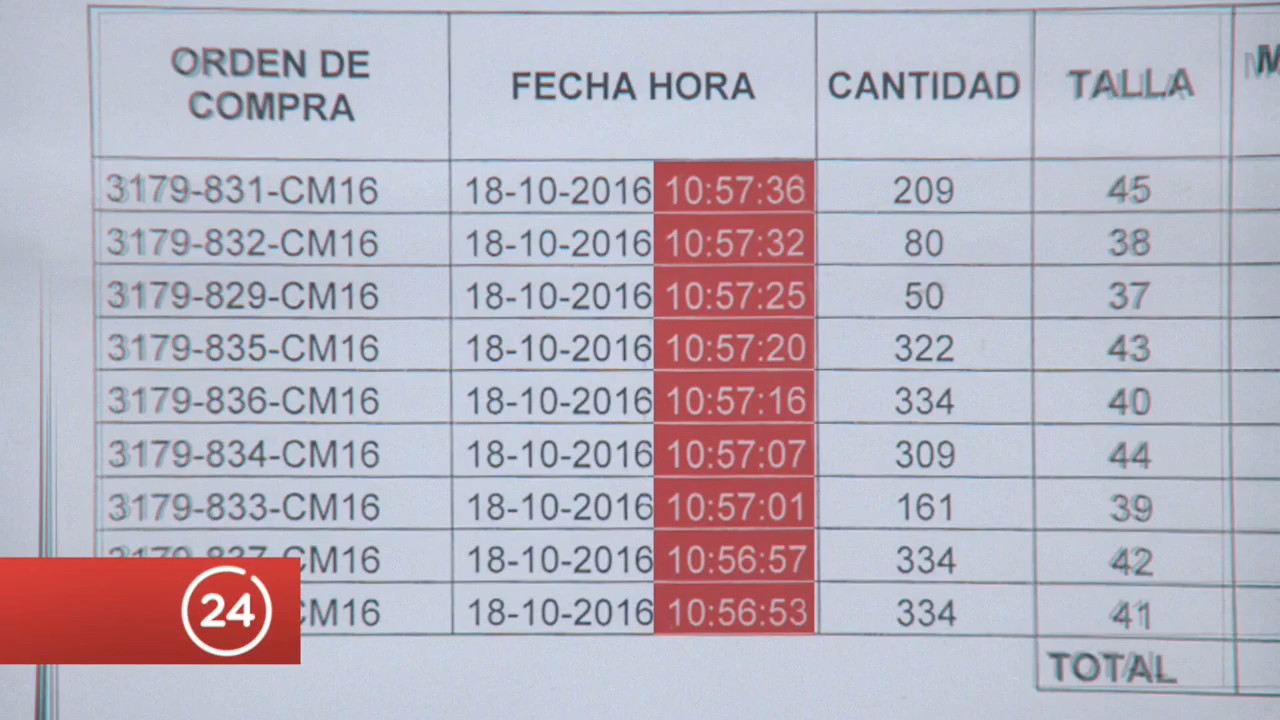 ORDEN DE COMPRA FECHA HORA CANTIDAD TALLA
3179-831-CM16 18-10-2016 10:57:36 209 45
3179-832-CM16 18-10-2016 10:57:32 80 38
3179-829-CM16 18-10-2016 10:57:25 50 37
3179-835-CM16 18-10-2016 10:57:20 322 43
3179-836-CM16 18-10-2016 10:57:16 334 40
3179-834-CM16 18-10-2016 10:57:07 309 44
3179-833-CM16 18-10-2016 10:57:01 161 39
3179-837-CM16 18-10-2016 10:56:57 334 42
CM16 18-10-2016 10:56:53 334 41
TOTAL
24